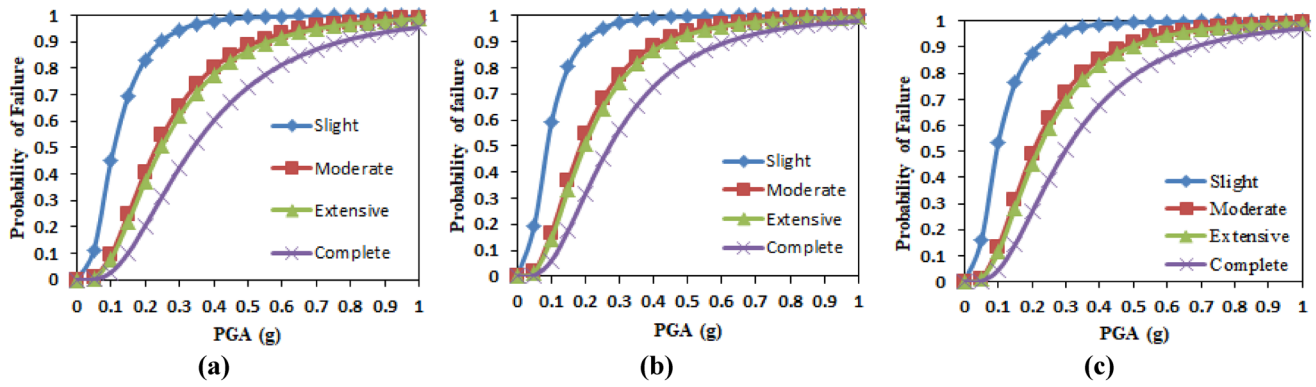 Probability of Failure
1
0.9
0.8
0.7
0.6
0.5
0.4
0.3
0.2
0.1
0
Slight
Moderate
Extensive
Complete
0 0.1 0.2 0.3 0.4 0.5 0.6 0.7 0.8 0.9 1
PGA (g)
(a)
Probability of failure
1
0.9
0.8
0.7
0.6
0.5
0.4
0.3
0.2
0.1
0
Slight
Moderate
Extensive
Complete
0 0.1 0.2 0.3 0.4 0.5 0.6 0.7 0.8 0.9 1
PGA (g)
(b)
Probability of Failure
1
0.9
0.8
0.7
0.6
0.5
0.4
0.3
0.2
0.1
0
Slight
Moderate
Extensive
Complete
0 0.1 0.2 0.3 0.4 0.5 0.6 0.7 0.8 0.9 1
PGA (g)
(c)